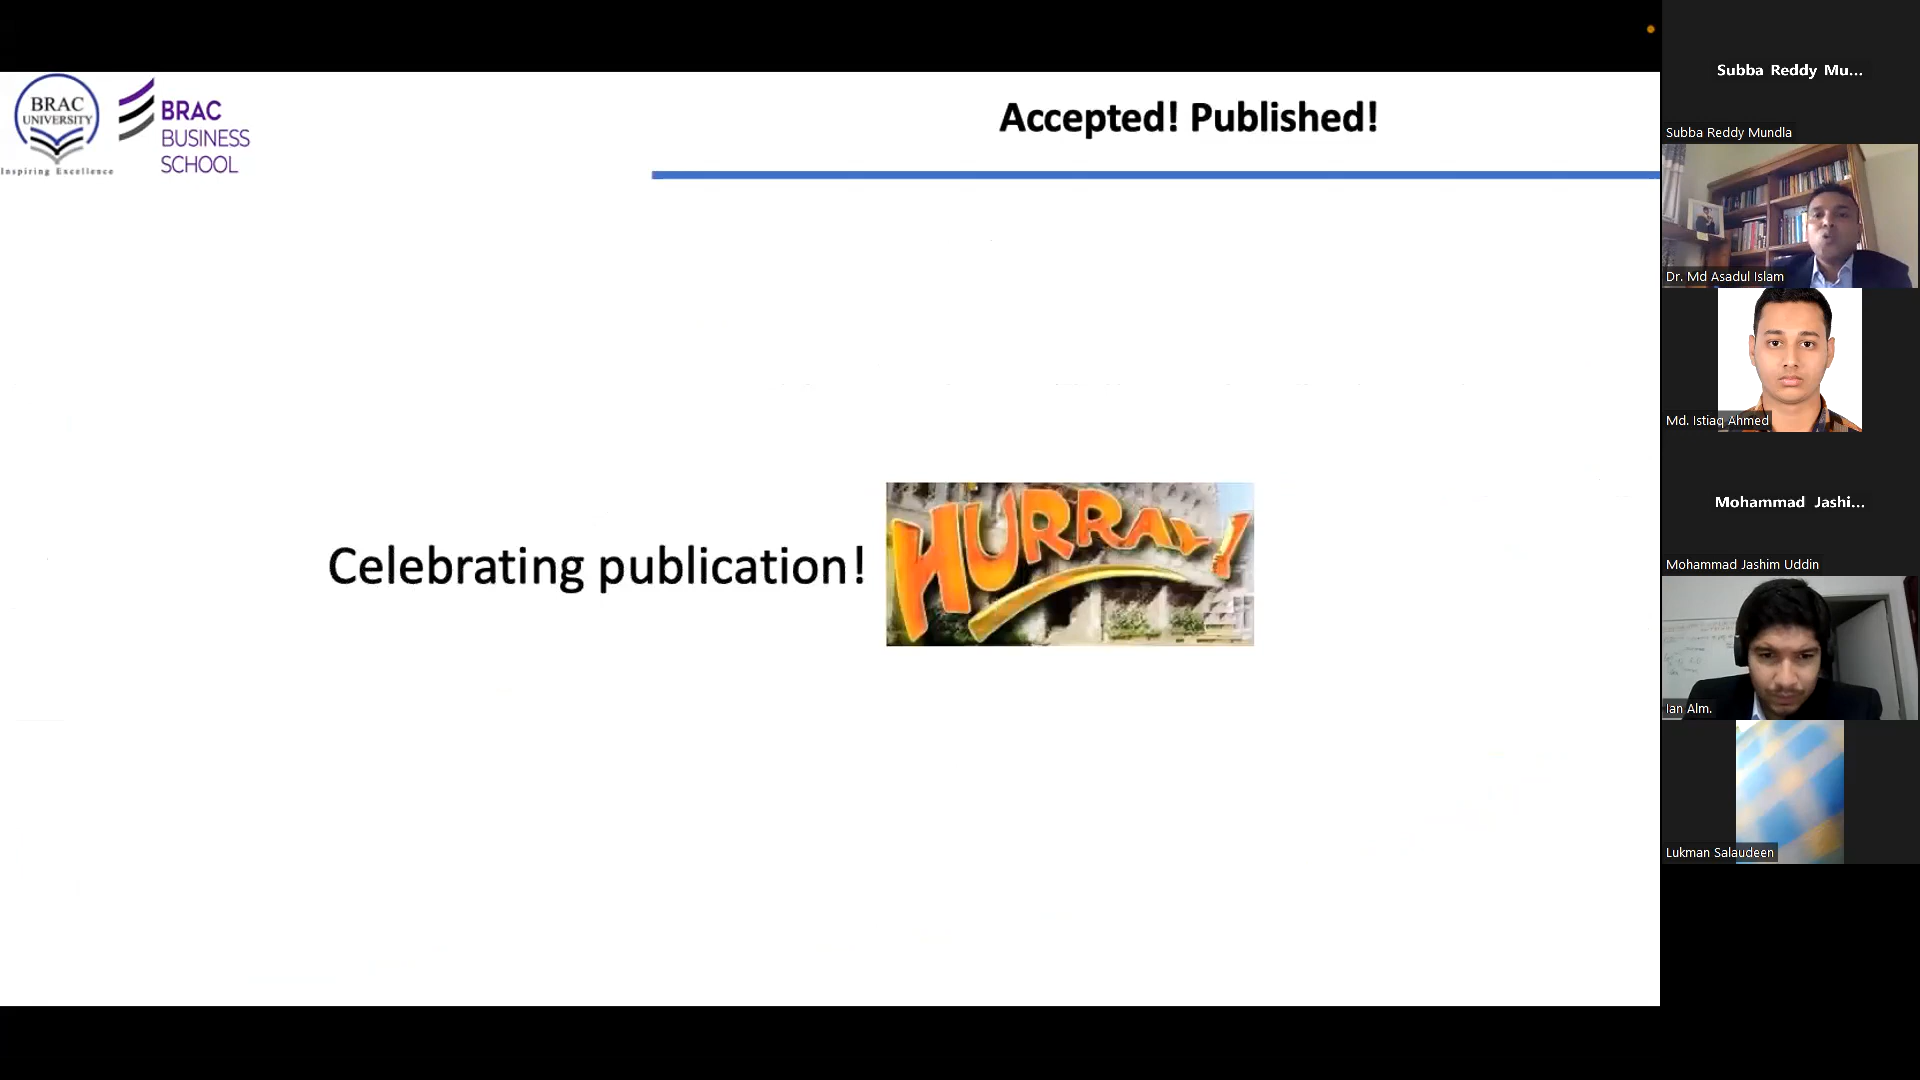 BRAC
UNIVERSITY
Inspiring Excellence
BRAC
BUSINESS
SCHOOL
Accepted! Published!
Celebrating publication!
HURRAY!
Subba Reddy Mu...
Subba Reddy Mundla
Dr. Md Asadul Islam
Md. Istiaq Ahmed
Mohammad Jashi...
Mohammad Jashim Uddin
Ian Alm.
Lukman Salaudeen